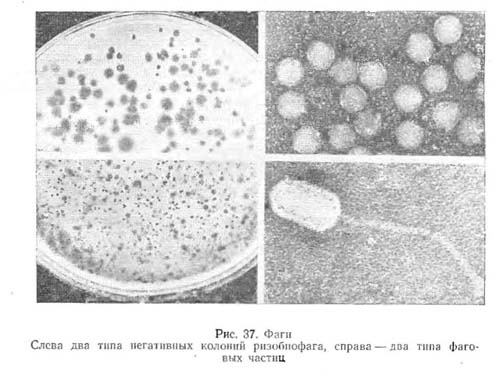 Рис. 37. Фаги
Слева два типа негативных колоний ризобиофага, справа — два типа фаго-
вых частиц